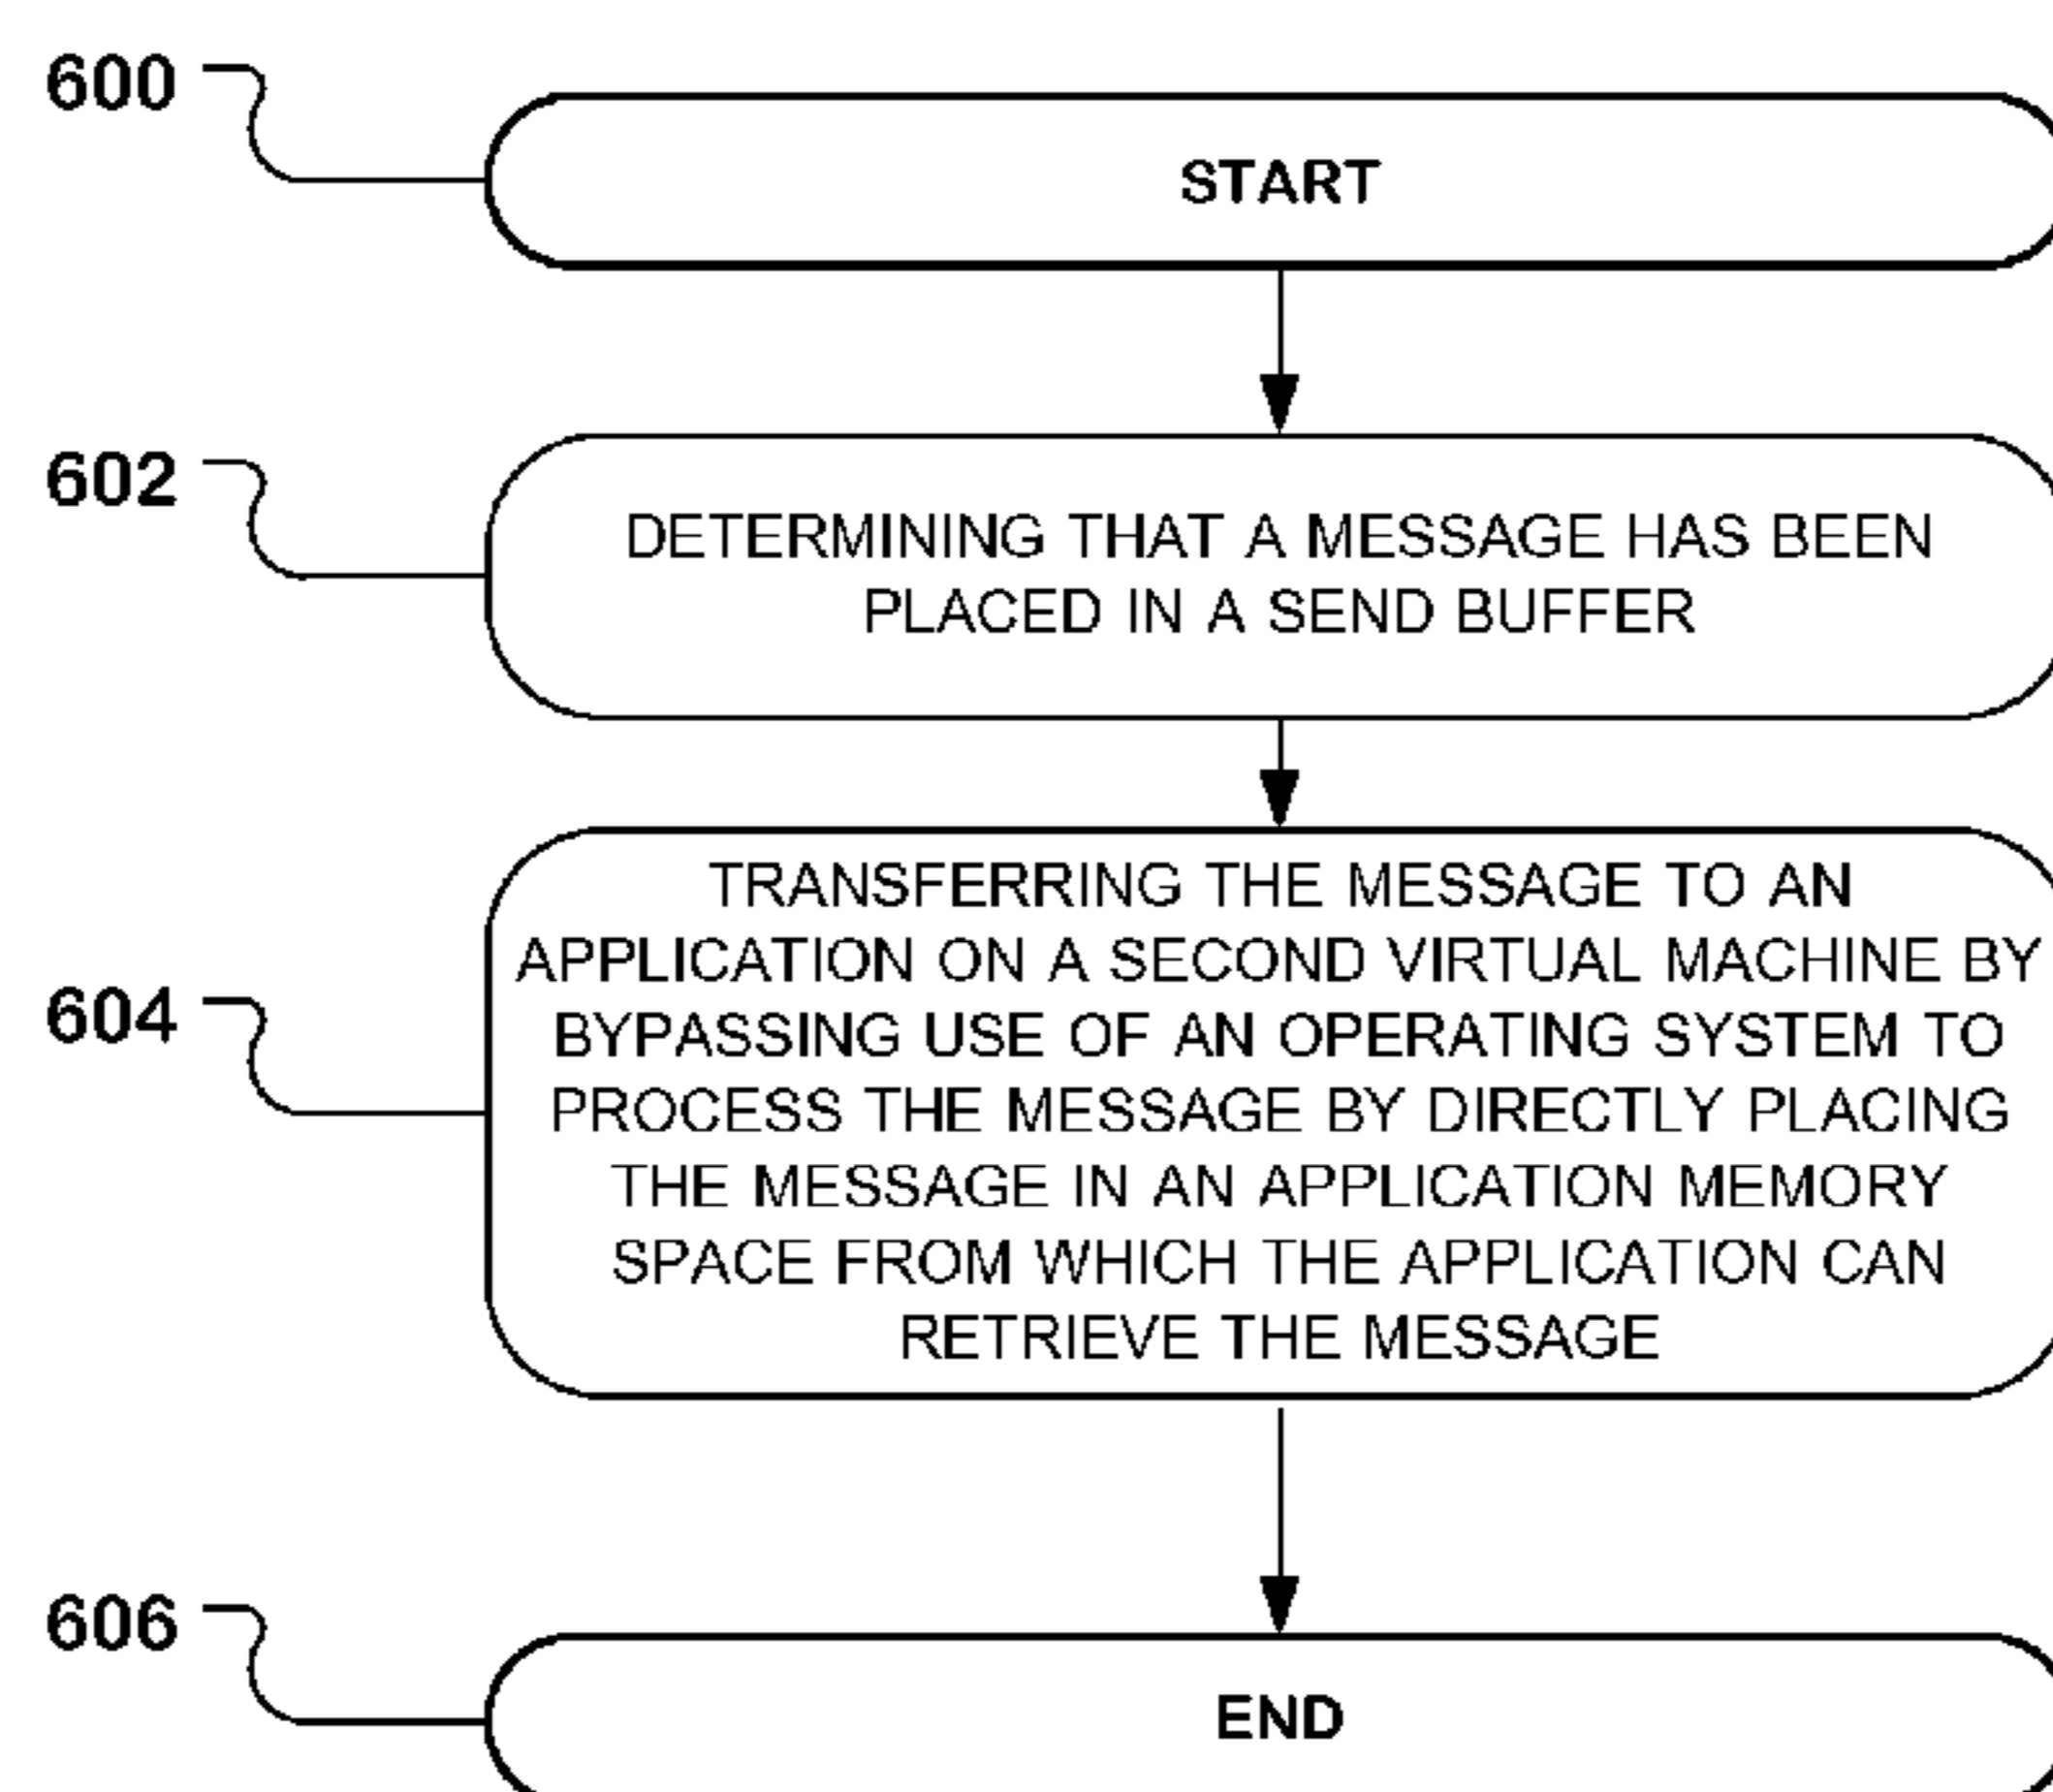 600
START
602
DETERMINING THAT A MESSAGE HAS BEEN
PLACED IN A SEND BUFFER
604
TRANSFERRING THE MESSAGE TO AN
APPLICATION ON A SECOND VIRTUAL MACHINE BY
BYPASSING USE OF AN OPERATING SYSTEM TO
PROCESS THE MESSAGE BY DIRECTLY PLACING
THE MESSAGE IN AN APPLICATION MEMORY
SPACE FROM WHICH THE APPLICATION CAN
RETRIEVE THE MESSAGE
606
END